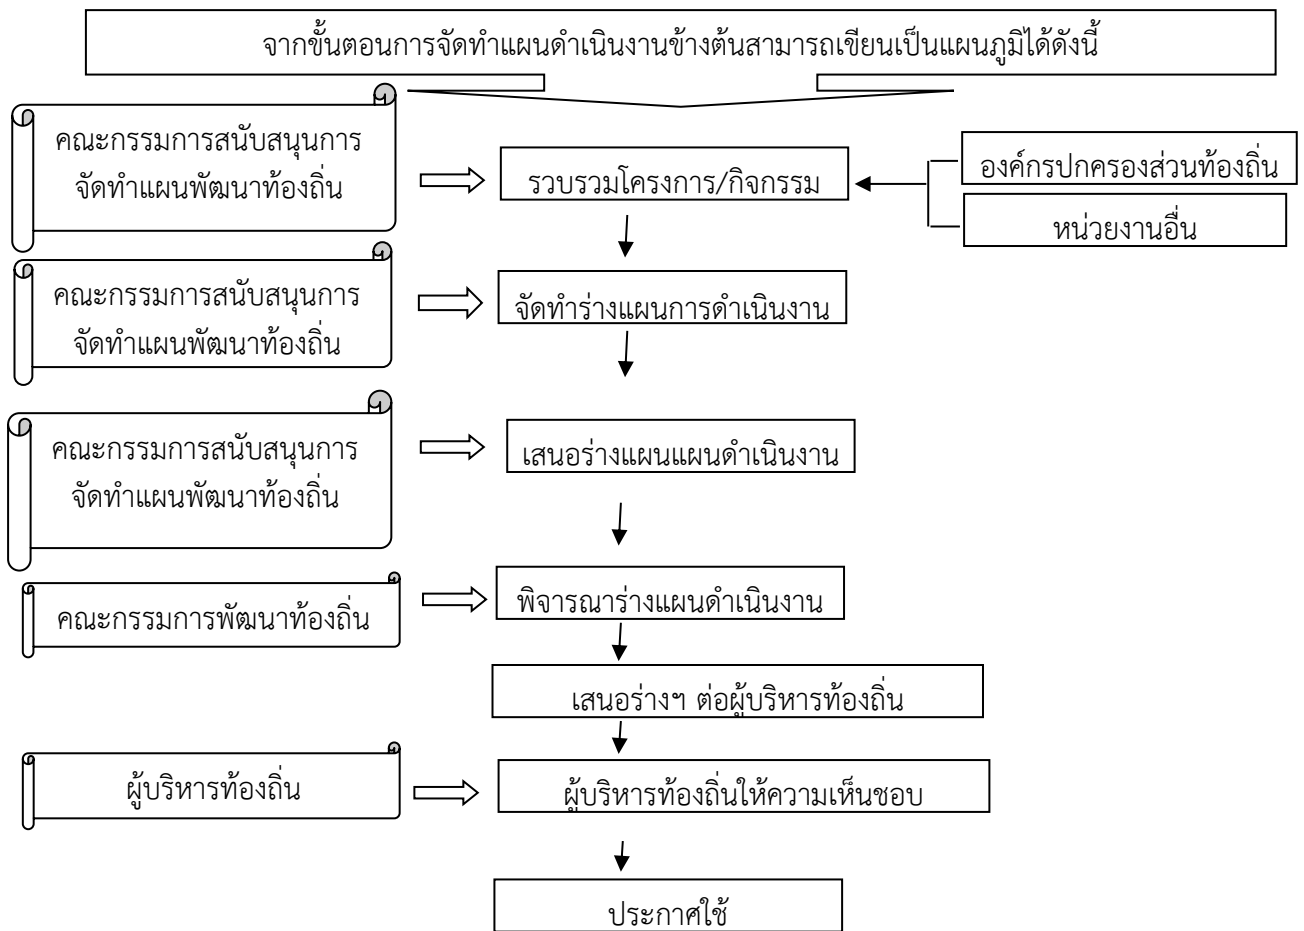 จากขั้นตอนการจัดทำแผนดำเนินงานข้างต้นสามารถเขียนเป็นแผนภูมิได้ดังนี้
คณะกรรมการสนับสนุนการ
จัดทำแผนพัฒนาท้องถิ่น
รวบรวมโครงการ/กิจกรรม
องค์กรปกครองส่วนท้องถิ่น
หน่วยงานอื่น
คณะกรรมการสนับสนุนการ
จัดทำแผนพัฒนาท้องถิ่น
จัดทำร่างแผนการดำเนินงาน
คณะกรรมการสนับสนุนการ
จัดทำแผนพัฒนาท้องถิ่น
เสนอร่างแผนแผนดำเนินงาน
คณะกรรมการพัฒนาท้องถิ่น
พิจารณาร่างแผนดำเนินงาน
เสนอร่างฯ ต่อผู้บริหารท้องถิ่น
ผู้บริหารท้องถิ่น
ผู้บริหารท้องถิ่นให้ความเห็นชอบ
ประกาศใช้